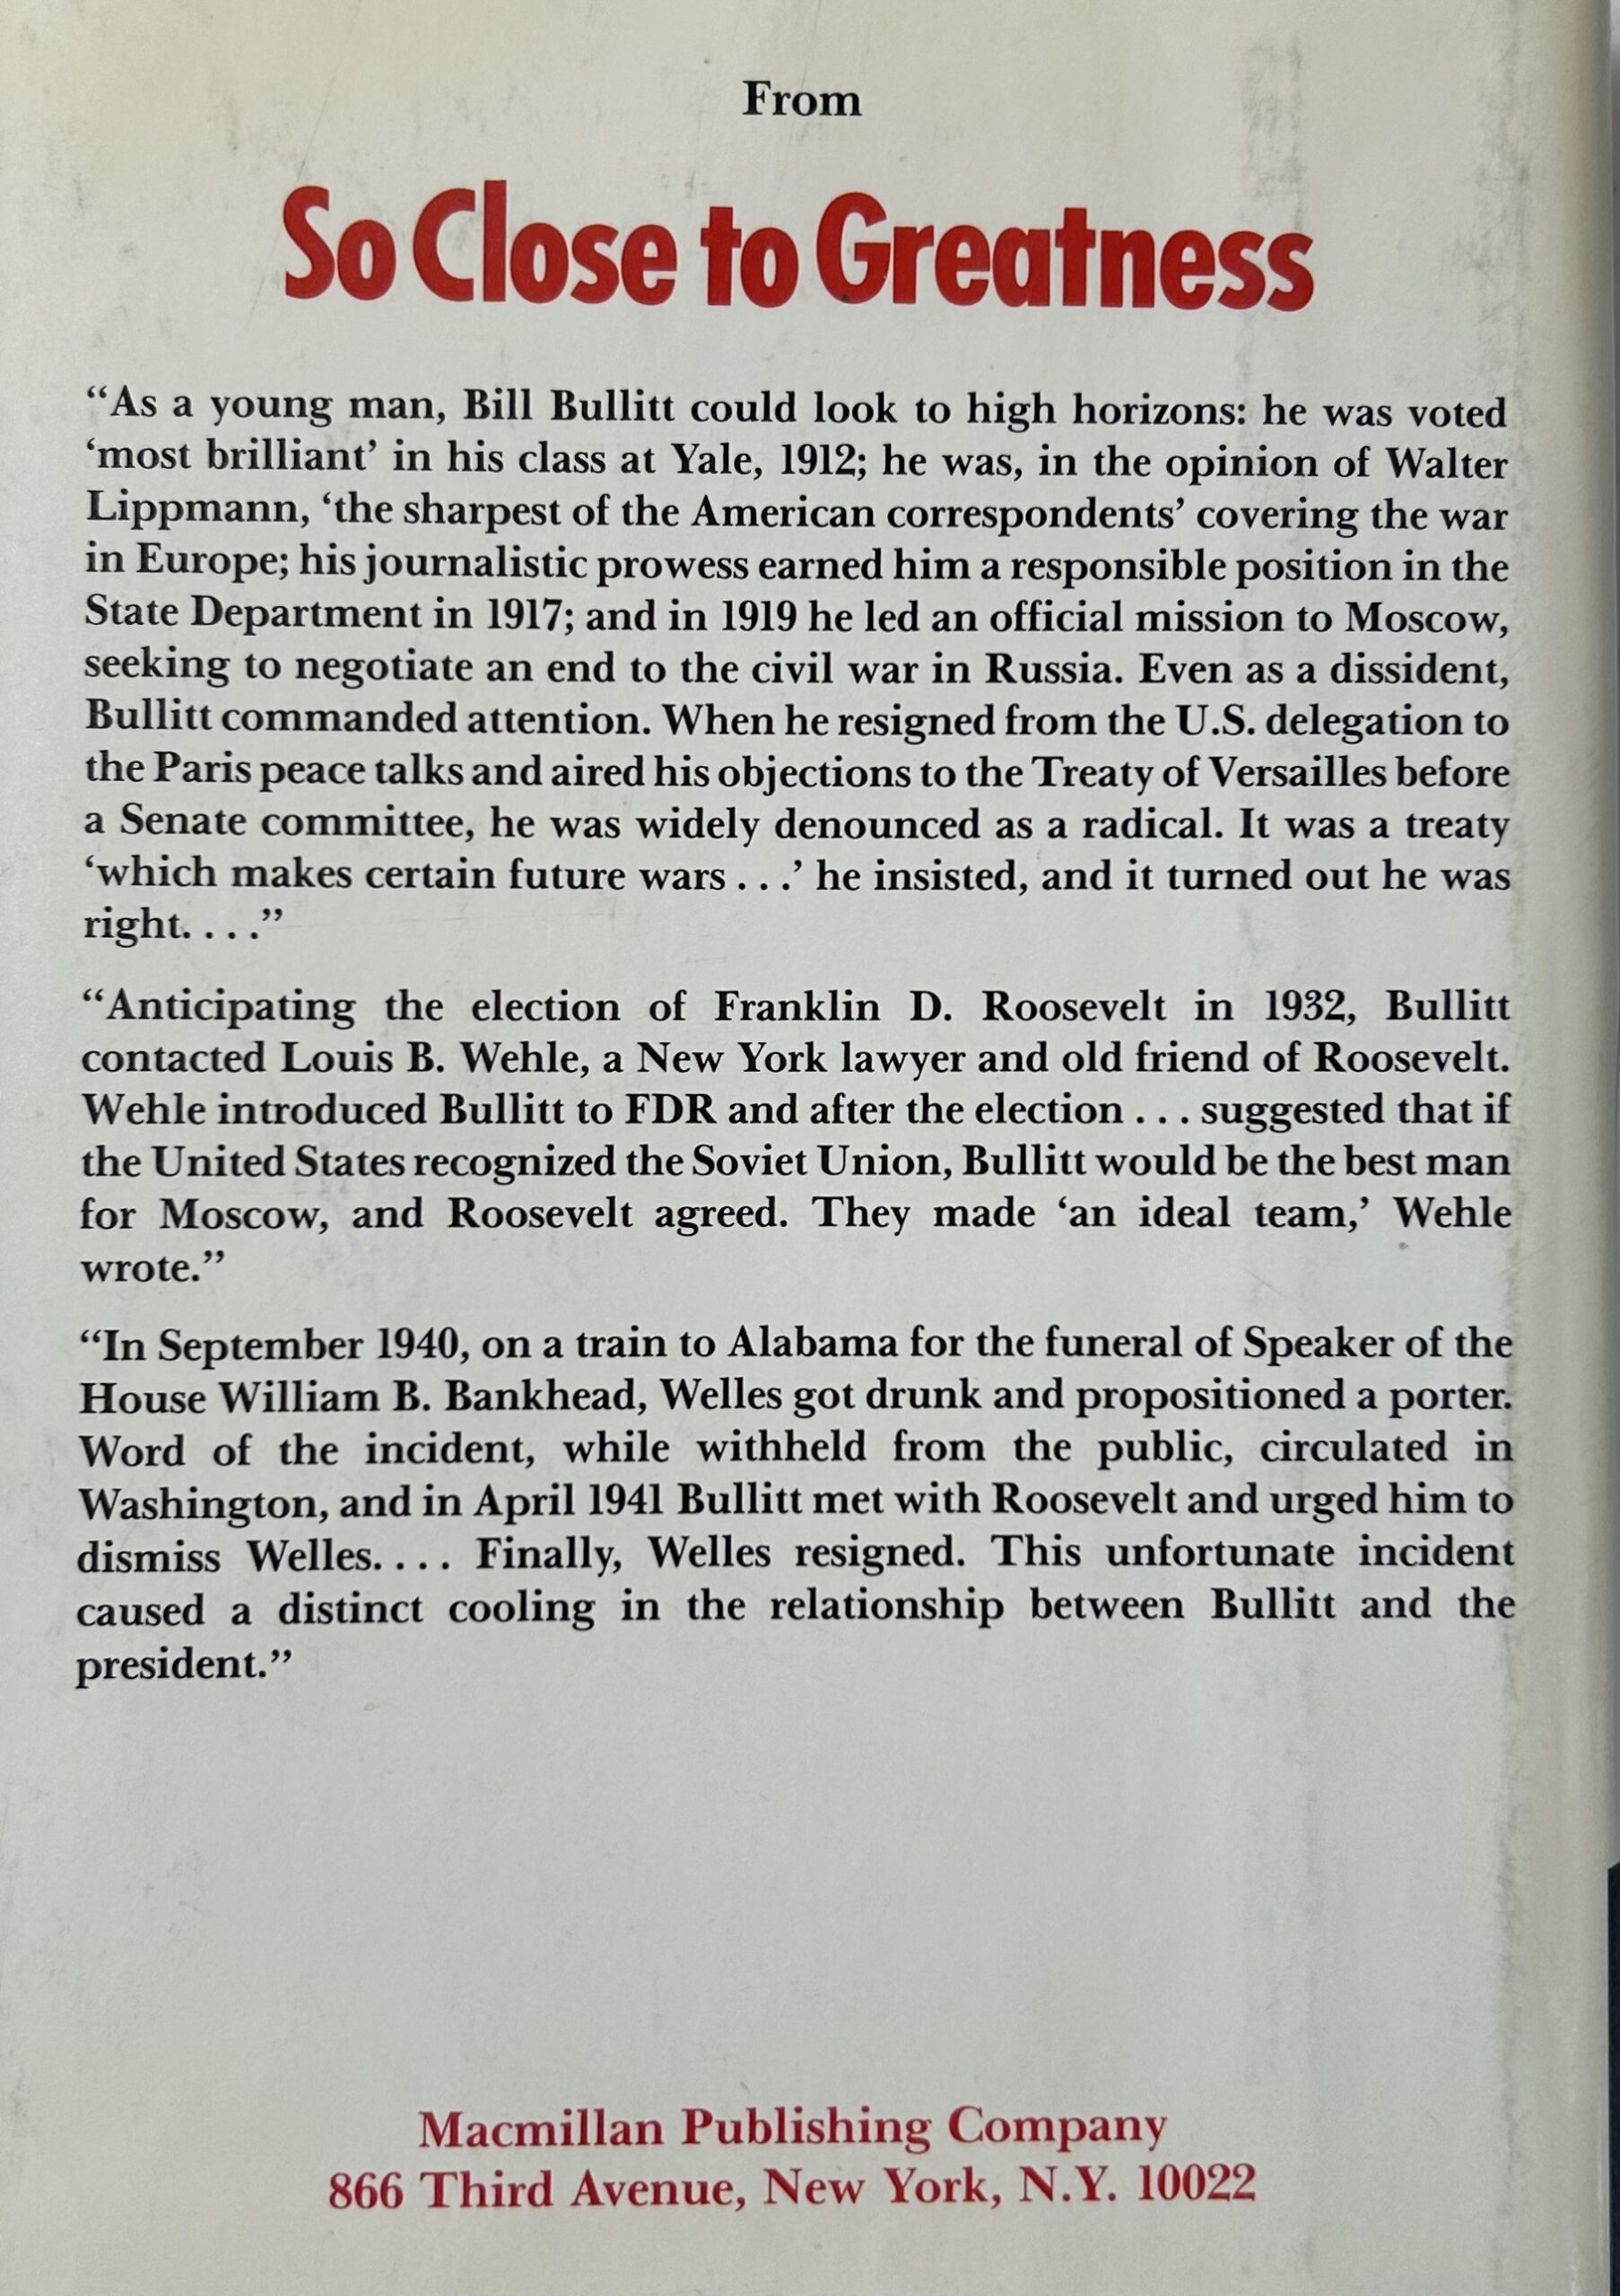 From
So Close to Greatness
“As a young man, Bill Bullitt could look to high horizons: he was voted
‘most brilliant’ in his class at Yale, 1912; he was, in the opinion of Walter
Lippmann, ‘the sharpest of the American correspondents’ covering the war
in Europe; his journalistic prowess earned him a responsible position in the
State Department in 1917; and in 1919 he led an official mission to Moscow,
seeking to negotiate an end to the civil war in Russia. Even as a dissident,
Bullitt commanded attention. When he resigned from the U.S. delegation to
the Paris peace talks and aired his objections to the Treaty of Versailles before
a Senate committee, he was widely denounced as a radical. It was a treaty
‘which makes certain future wars . . .’ he insisted, and it turned out he was
right. . . .”
“Anticipating the election of Franklin D. Roosevelt in 1932, Bullitt
contacted Louis B. Wehle, a New York lawyer and old friend of Roosevelt.
Wehle introduced Bullitt to FDR and after the election . . . suggested that if
the United States recognized the Soviet Union, Bullitt would be the best man
for Moscow, and Roosevelt agreed. They made ‘an ideal team,’ Wehle
wrote.”
“In September 1940, on a train to Alabama for the funeral of Speaker of the
House William B. Bankhead, Welles got drunk and propositioned a porter.
Word of the incident, while withheld from the public, circulated in
Washington, and in April 1941 Bullitt met with Roosevelt and urged him to
dismiss Welles. . . . Finally, Welles resigned. This unfortunate incident
caused a distinct cooling in the relationship between Bullitt and the
president.”
Macmillan Publishing Company
866 Third Avenue, New York, N.Y. 10022